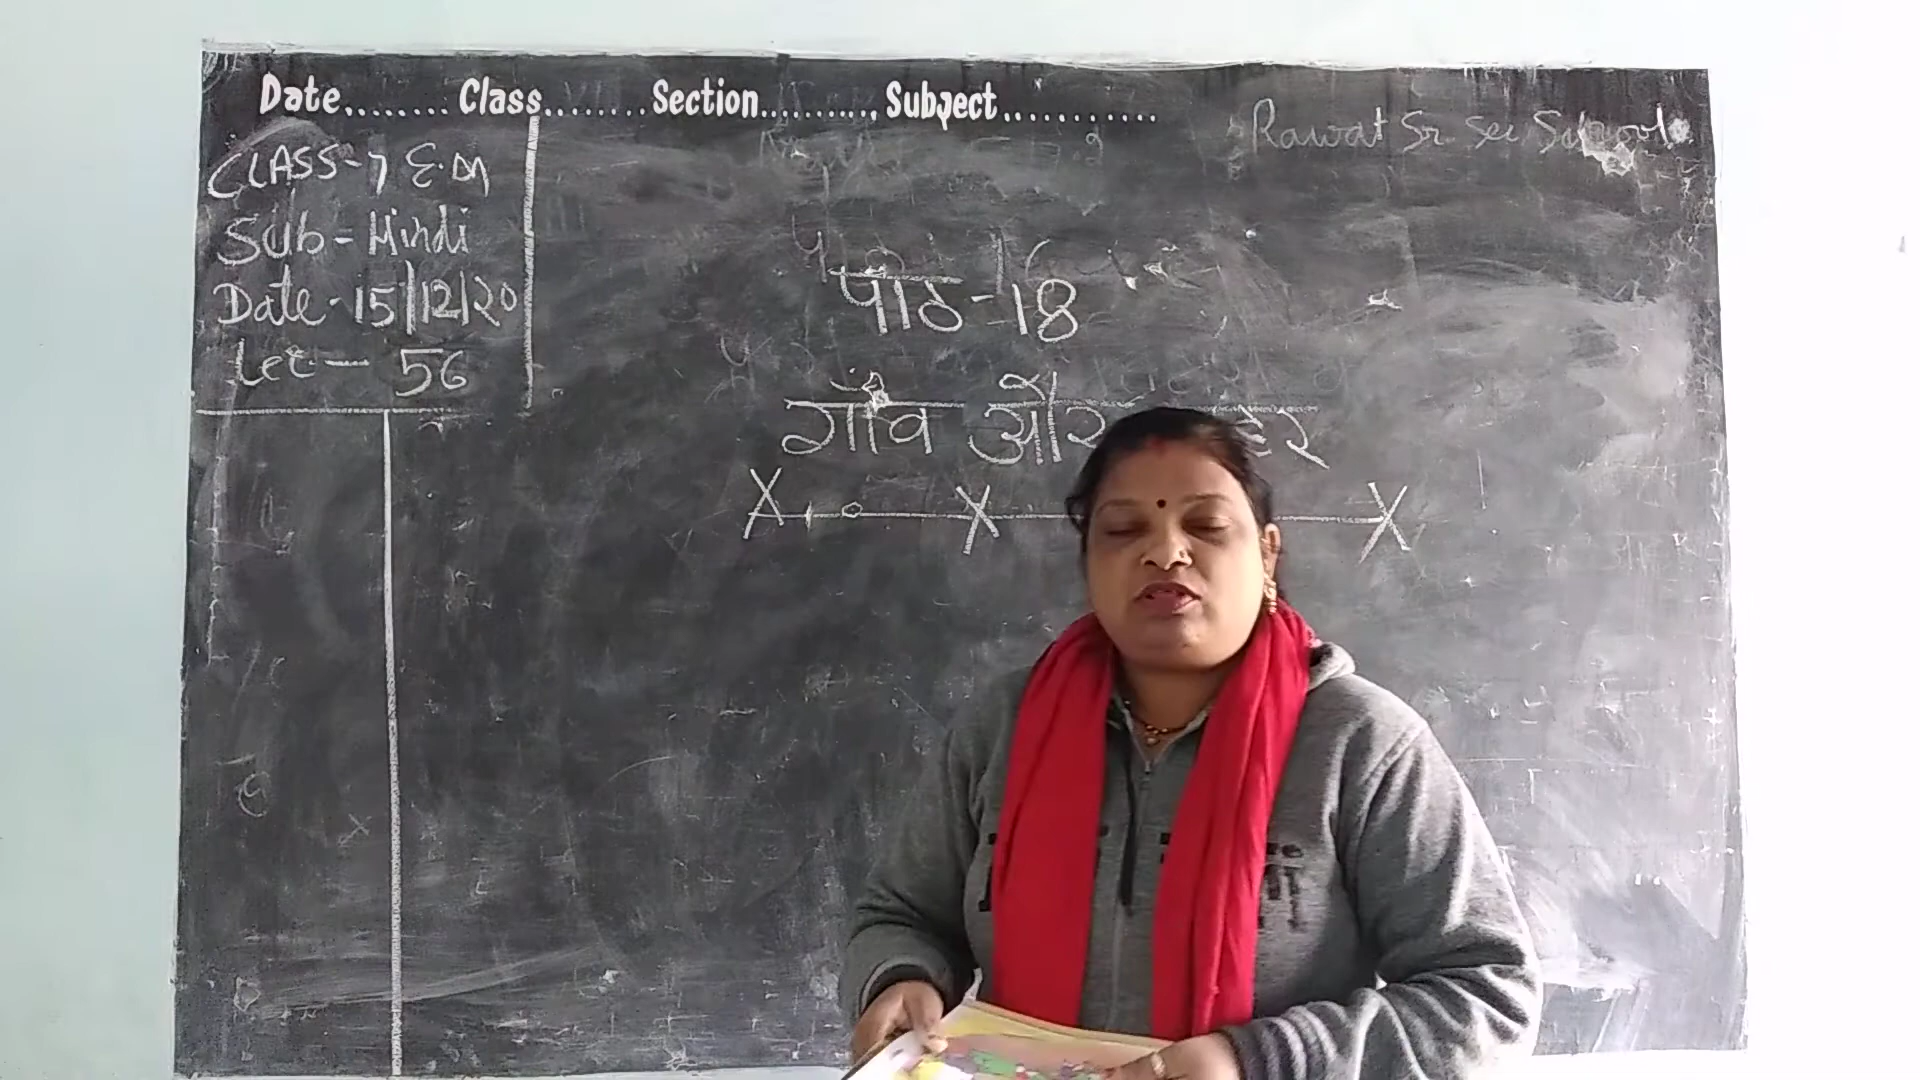 Date........ Class........ Section.........., Subject............
Rawat Sr. Sec School
CLASS-7 E.M
Sub-Hindi
Date-15/12/20
Lec-56
पाठ-18
गाँव और